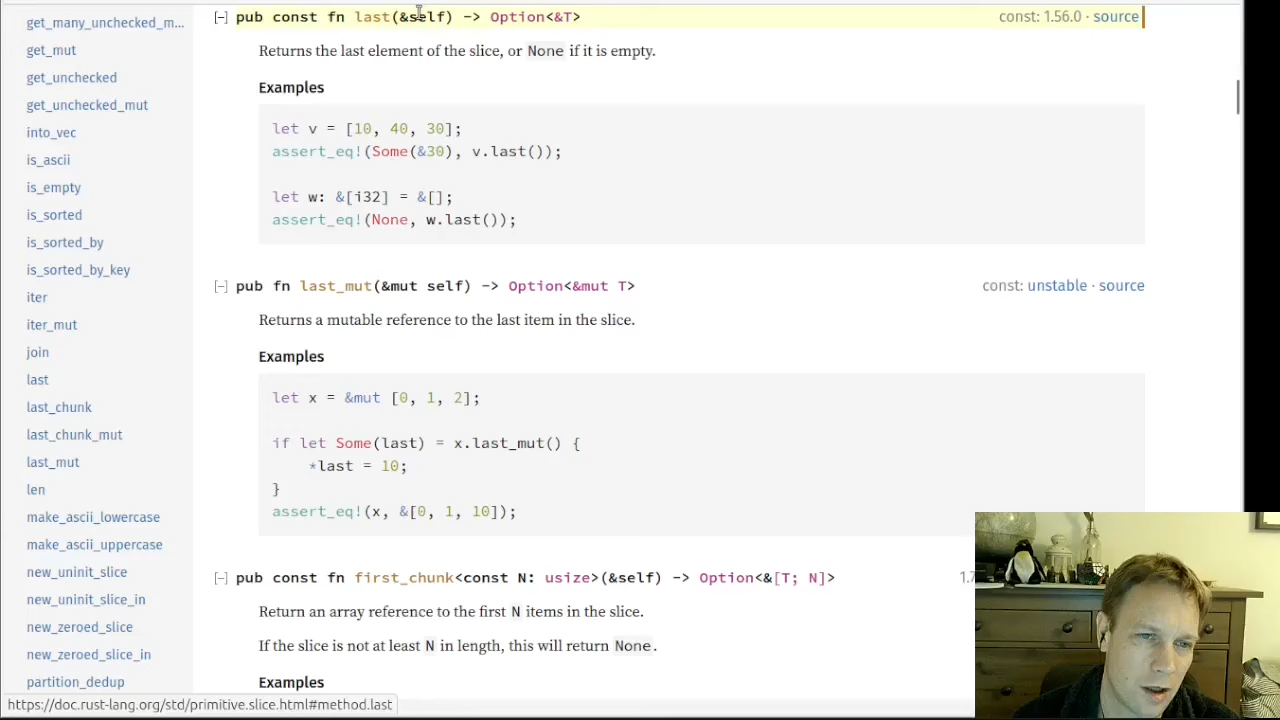 get_many_unchecked_m...
get_mut
get_unchecked
get_unchecked_mut
into_vec
is_ascii
is_empty
is_sorted
is_sorted_by
is_sorted_by_key
iter
iter_mut
join
last
last_chunk
last_chunk_mut
last_mut
len
make_ascii_lowercase
make_ascii_uppercase
new_uninit_slice
new_uninit_slice_in
new_zeroed_slice
new_zeroed_slice_in
partition_dedup
https://doc.rust-lang.org/std/primitive.slice.html#method.last
[-] pub const fn last(&self) -> Option<&T> const: 1.56.0 · source
Returns the last element of the slice, or None if it is empty.
Examples
let v = [10, 40, 30];
assert_eq!(Some(&30), v.last());
let w: &[i32] = &[];
assert_eq!(None, w.last());
[-] pub fn last_mut(&mut self) -> Option<&mut T> const: unstable · source
Returns a mutable reference to the last item in the slice.
Examples
let x = &mut [0, 1, 2];
if let Some(last) = x.last_mut() {
*last = 10;
}
assert_eq!(x, &[0, 1, 10]);
[-] pub const fn first_chunk<const N: usize>(&self) -> Option<&[T; N]> 1.7
Return an array reference to the first N items in the slice.
If the slice is not at least N in length, this will return None.
Examples